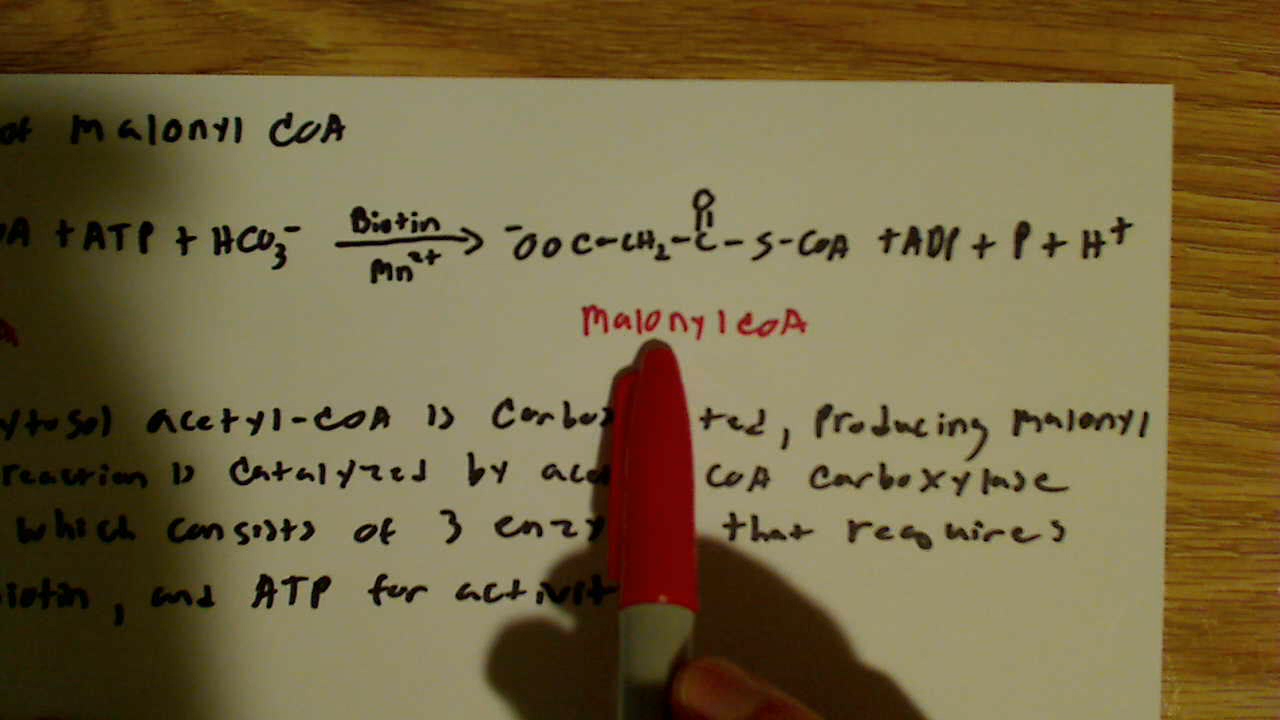 of Malonyl CoA
A + ATP + HCO₃⁻ Biotin Mn²⁺ → ⁻OOC-CH₂-C(=O)-S-CoA + ADP + P + H⁺
Malonyl CoA
ytosol acetyl-CoA is Carbox ted, Producing Malonyl
reaction is Catalyzed by ace CoA Carboxylase
which consists of 3 enzy that requires
iotin, and ATP for activit